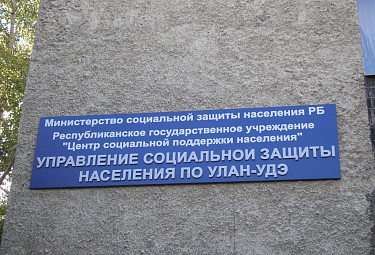 Министерство социальной защиты населения РБ
Республиканское государственное учреждение
"Центр социальной поддержки населения"
УПРАВЛЕНИЕ СОЦИАЛЬНОЙ ЗАЩИТЫ
НАСЕЛЕНИЯ ПО УЛАН-УДЭ